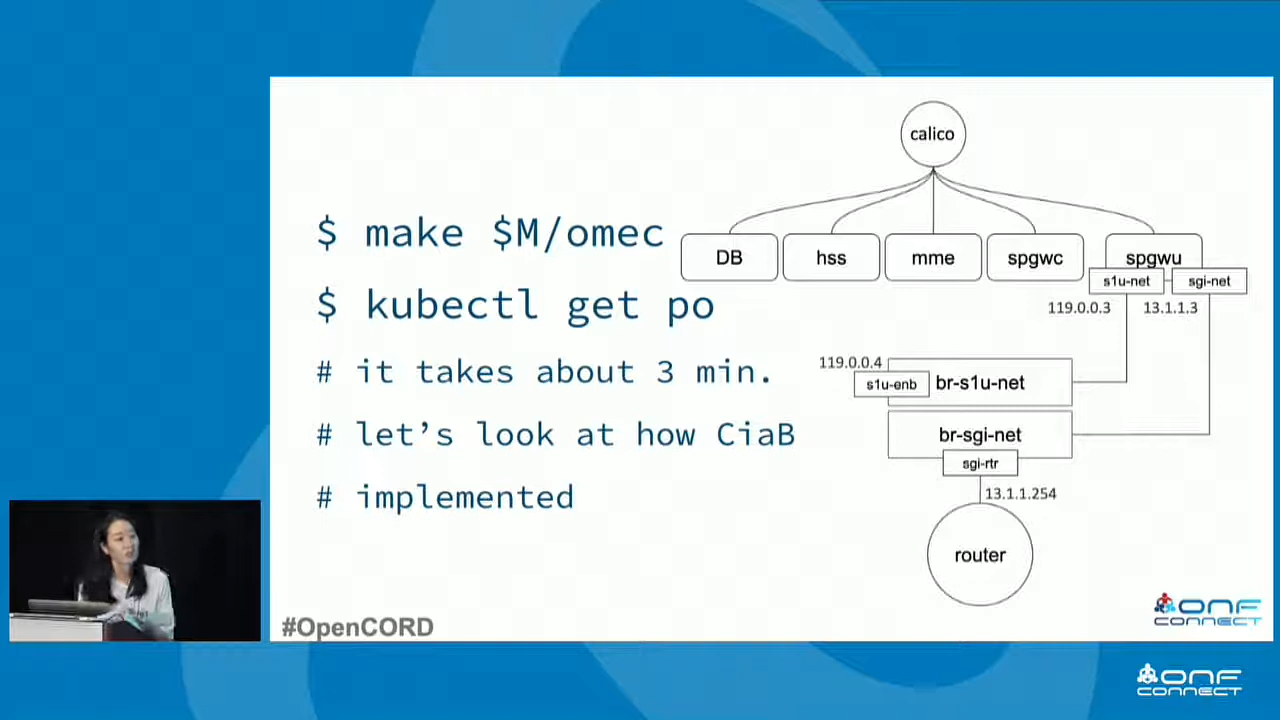 $ make $M/omec
$ kubectl get po
# it takes about 3 min.
# let's look at how CiaB
# implemented
calico
DB
hss
mme
spgwc
spgwu
s1u-net
sgi-net
119.0.0.3
13.1.1.3
119.0.0.4
s1u-enb
br-s1u-net
br-sgi-net
sgi-rtr
13.1.1.254
router
#OpenCORD
ONF
CONNECT
ONF
CONNECT